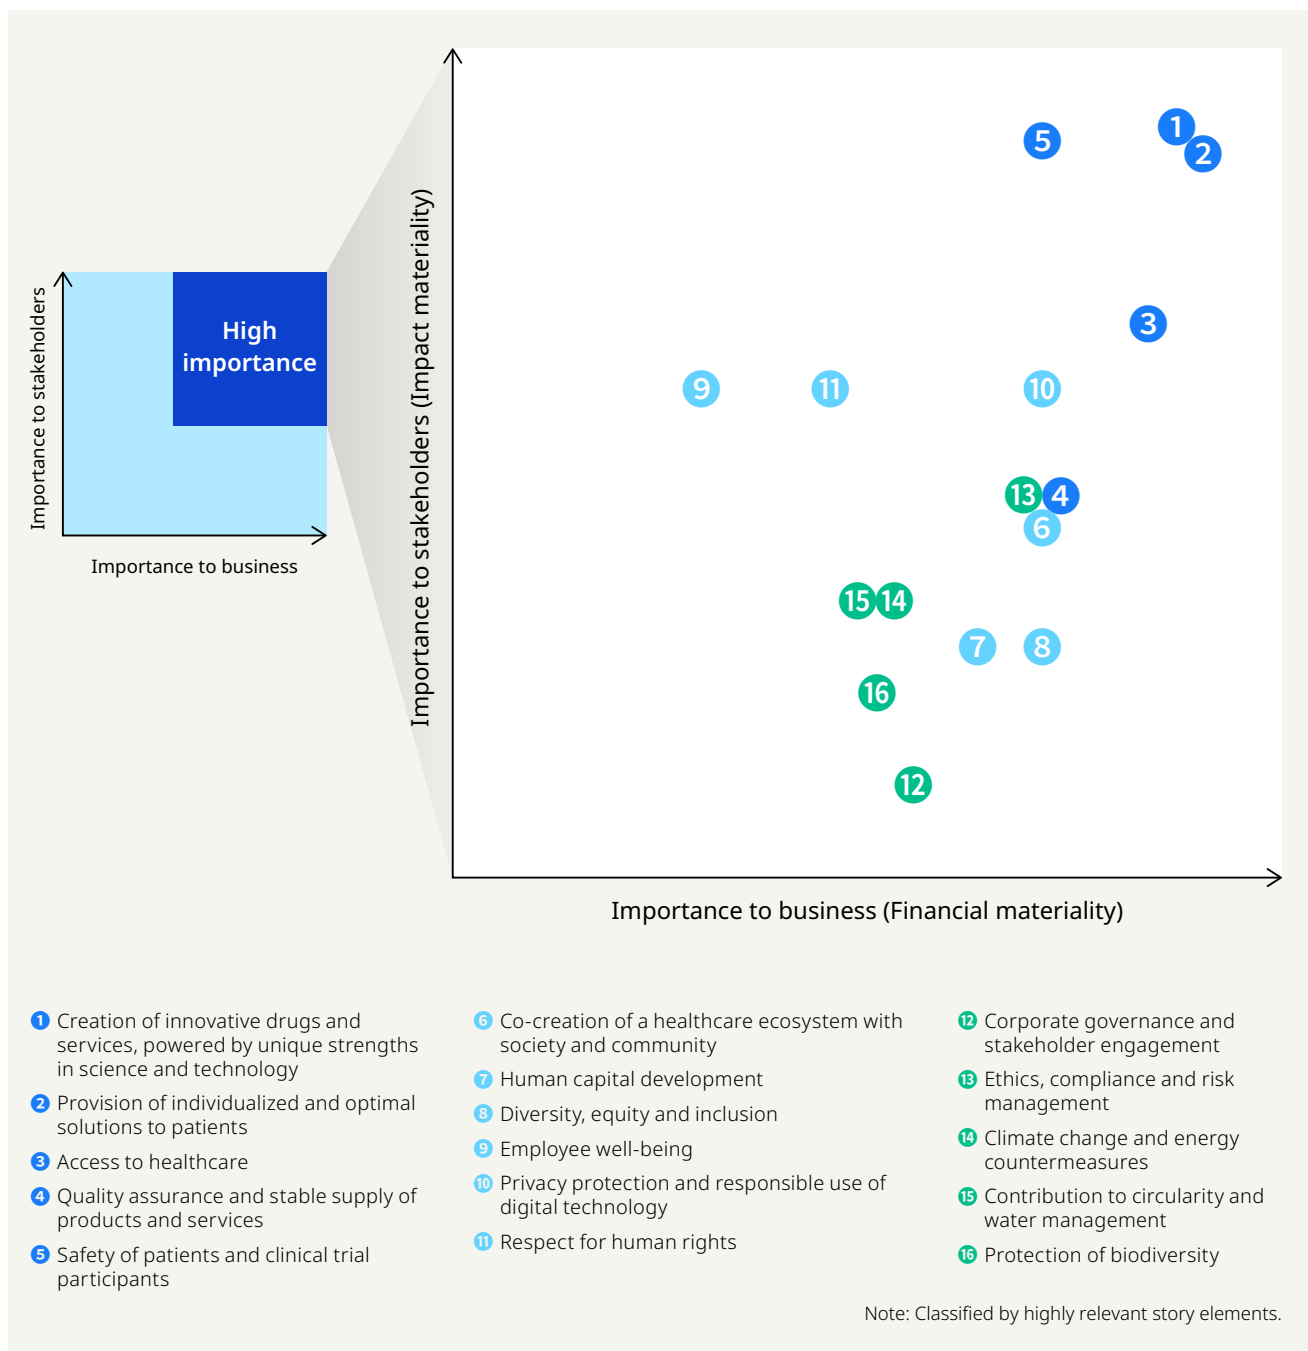 Importance to stakeholders
High
importance
Importance to business
Importance to stakeholders (Impact materiality)
1
5
2
3
9
11
10
13
4
6
15
14
7
8
16
12
Importance to business (Financial materiality)
1 Creation of innovative drugs and
services, powered by unique strengths
in science and technology
2 Provision of individualized and optimal
solutions to patients
3 Access to healthcare
4 Quality assurance and stable supply of
products and services
5 Safety of patients and clinical trial
participants
6 Co-creation of a healthcare ecosystem with
society and community
7 Human capital development
8 Diversity, equity and inclusion
9 Employee well-being
10 Privacy protection and responsible use of
digital technology
11 Respect for human rights
12 Corporate governance and
stakeholder engagement
13 Ethics, compliance and risk
management
14 Climate change and energy
countermeasures
15 Contribution to circularity and
water management
16 Protection of biodiversity
Note: Classified by highly relevant story elements.